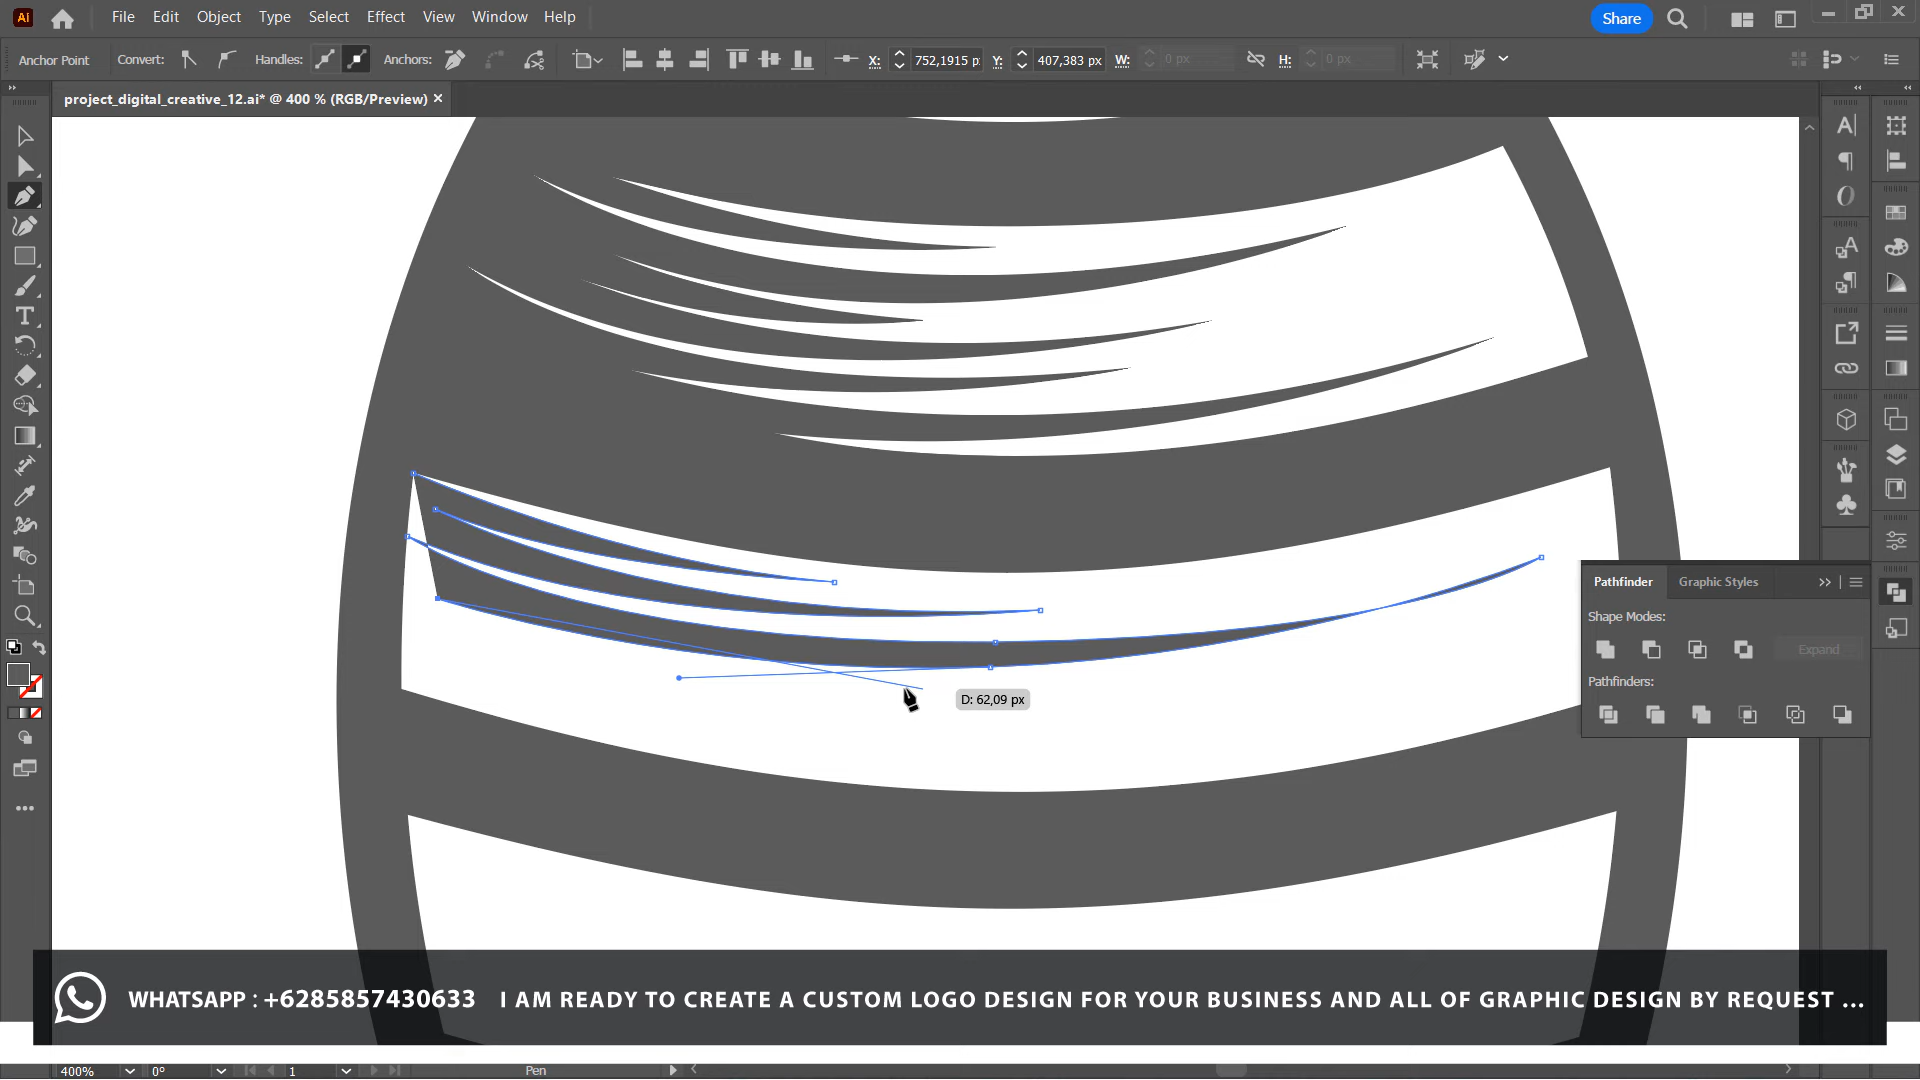 Ai
File Edit Object Type Select Effect View Window Help
Share
Anchor Point Convert: Handles: Anchors: X: 752,1915 p Y: 407,383 px W: 0 px H: 0 px
project_digital_creative_12.ai* @ 400 % (RGB/Preview) ×
D: 62,09 px
Pathfinder Graphic Styles
Shape Modes:
Expand
Pathfinders:
WHATSAPP : +6285857430633 I AM READY TO CREATE A CUSTOM LOGO DESIGN FOR YOUR BUSINESS AND ALL OF GRAPHIC DESIGN BY REQUEST ...
400% 0° 1 Pen